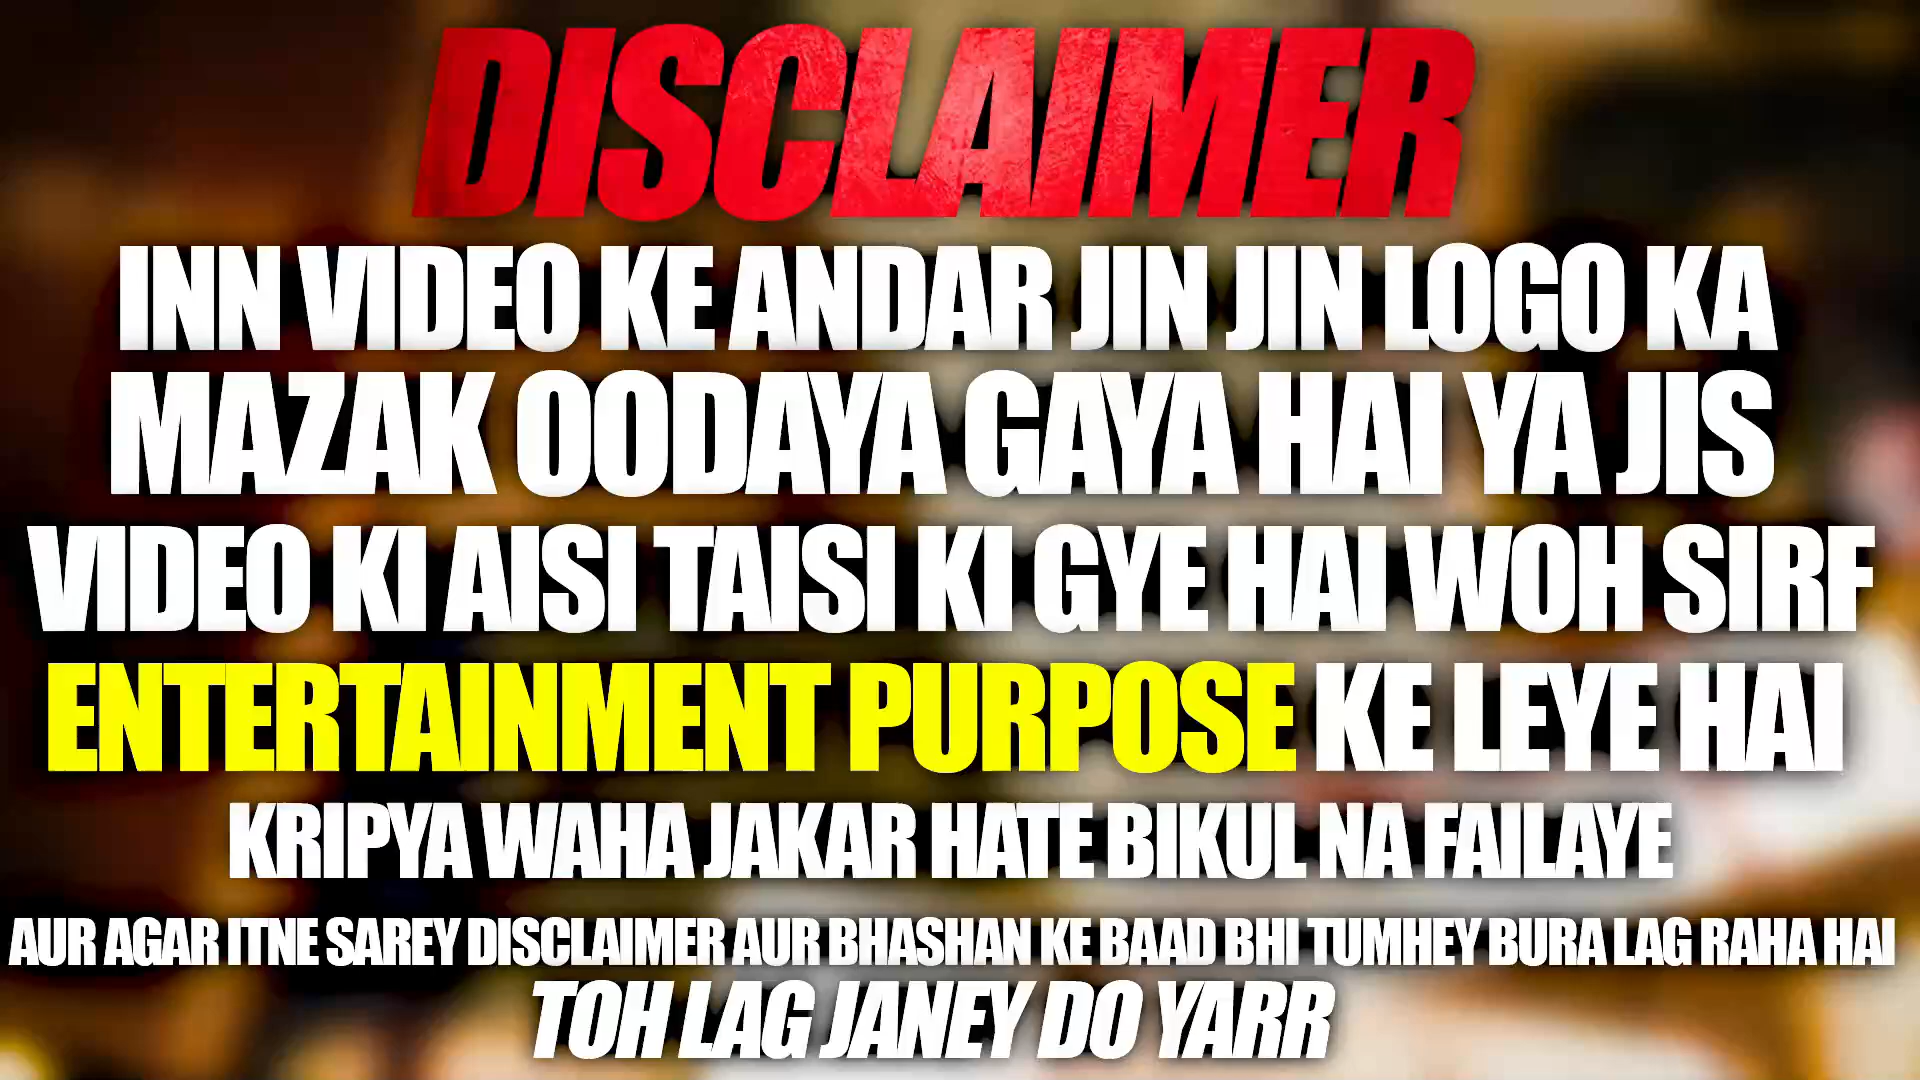 DISCLAIMER
INN VIDEO KE ANDAR JIN JIN LOGO KA
MAZAK OODAYA GAYA HAI YA JIS
VIDEO KI AISI TAISI KI GYE HAI WOH SIRF
ENTERTAINMENT PURPOSE KE LEYE HAI
KRIPYA WAHA JAKAR HATE BIKUL NA FAILAYE
AUR AGAR ITNE SAREY DISCLAIMER AUR BHASHAN KE BAAD BHI TUMHEY BURA LAG RAHA HAI
TOH LAG JANEY DO YARR